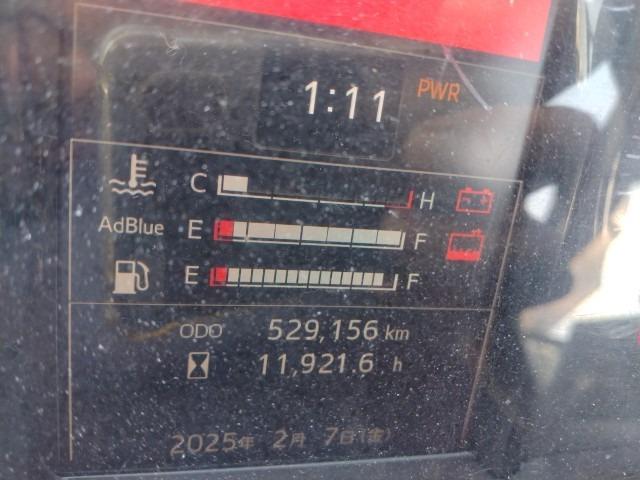 1:11 PWR
C H
AdBlue E F
E F
ODO 529,156 km
11,921.6 h
2025年 2月 7日(金)